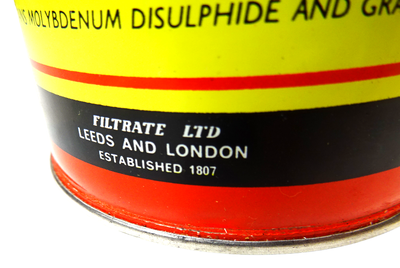 MOLYBDENUM DISULPHIDE AND
FILTRATE LTD
LEEDS AND LONDON
ESTABLISHED 1807